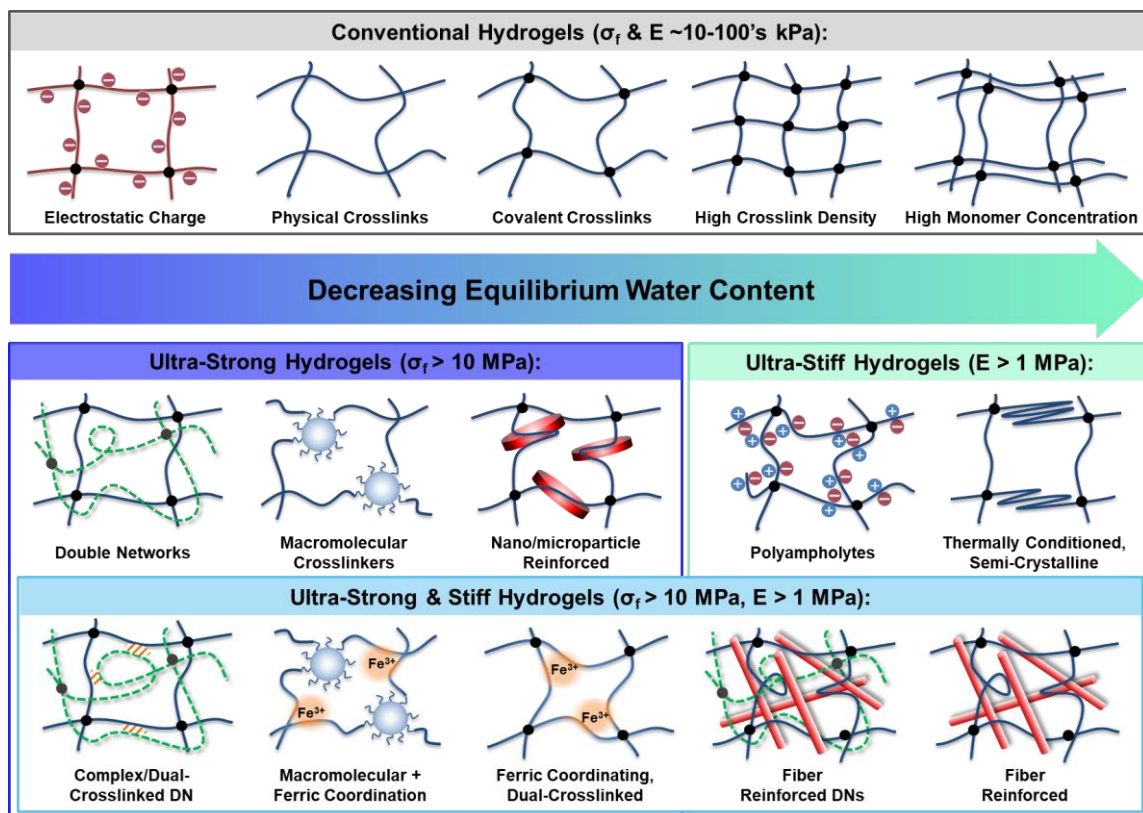 Conventional Hydrogels (σf & E ~10-100's kPa):
Electrostatic Charge
Physical Crosslinks
Covalent Crosslinks
High Crosslink Density
High Monomer Concentration
Decreasing Equilibrium Water Content
Ultra-Strong Hydrogels (σf > 10 MPa):
Double Networks
Macromolecular
Crosslinkers
Nano/microparticle
Reinforced
Ultra-Stiff Hydrogels (E > 1 MPa):
Polyampholytes
Thermally Conditioned,
Semi-Crystalline
Ultra-Strong & Stiff Hydrogels (σf > 10 MPa, E > 1 MPa):
Complex/Dual-
Crosslinked DN
Fe³⁺
Fe³⁺
Macromolecular +
Ferric Coordination
Fe³⁺
Fe³⁺
Ferric Coordinating,
Dual-Crosslinked
Fiber
Reinforced DNs
Fiber
Reinforced